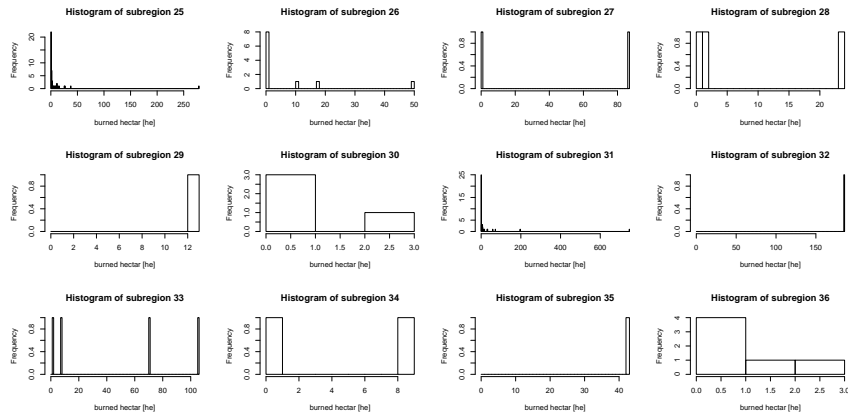 Histogram of subregion 25
Frequency
0 5 10 20
0 50 100 150 200 250
burned hectar [he]
Histogram of subregion 26
Frequency
0 2 4 6 8
0 10 20 30 40 50
burned hectar [he]
Histogram of subregion 27
Frequency
0.0 0.4 0.8
0 20 40 60 80
burned hectar [he]
Histogram of subregion 28
Frequency
0.0 0.4 0.8
0 5 10 15 20
burned hectar [he]
Histogram of subregion 29
Frequency
0.0 0.4 0.8
0 2 4 6 8 10 12
burned hectar [he]
Histogram of subregion 30
Frequency
0.0 1.0 2.0 3.0
0.0 0.5 1.0 1.5 2.0 2.5 3.0
burned hectar [he]
Histogram of subregion 31
Frequency
0 5 15 25
0 200 400 600
burned hectar [he]
Histogram of subregion 32
Frequency
0.0 0.4 0.8
0 50 100 150
burned hectar [he]
Histogram of subregion 33
Frequency
0.0 0.4 0.8
0 20 40 60 80 100
burned hectar [he]
Histogram of subregion 34
Frequency
0.0 0.4 0.8
0 2 4 6 8
burned hectar [he]
Histogram of subregion 35
Frequency
0.0 0.4 0.8
0 10 20 30 40
burned hectar [he]
Histogram of subregion 36
Frequency
0 1 2 3 4
0.0 0.5 1.0 1.5 2.0 2.5 3.0
burned hectar [he]